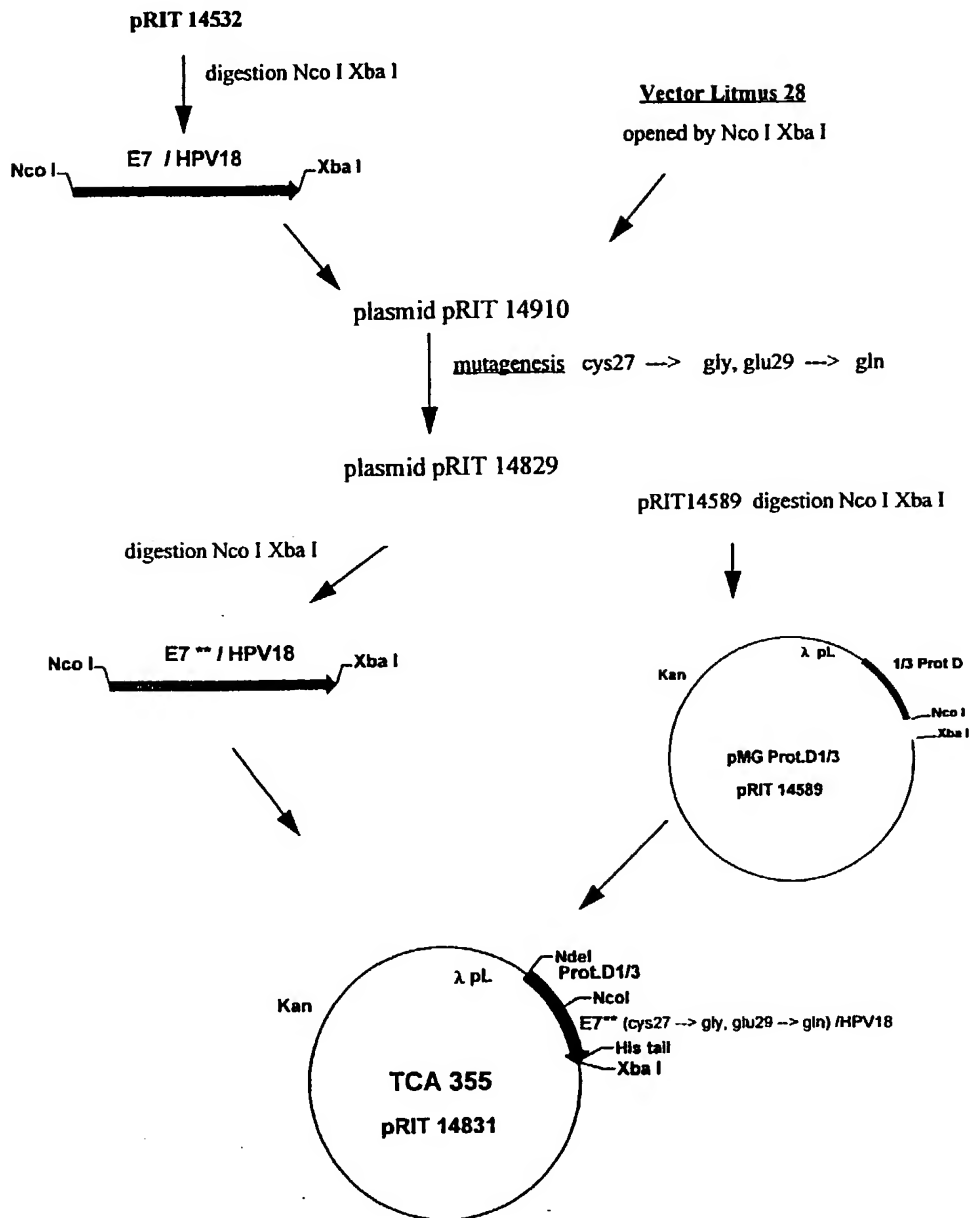 pRIT 14532
digestion Nco I Xba I
Vector Litmus 28
opened by Nco I Xba I
E7 / HPV18
Nco I
Xba I
plasmid pRIT 14910
mutagenesis cys27 ---> gly, glu29 ---> gln
plasmid pRIT 14829
pRIT14589 digestion Nco I Xba I
digestion Nco I Xba I
E7 ** / HPV18
Nco I
Xba I
λ pL
1/3 Prot D
Kan
Nco I
Xba I
pMG Prot.D1/3
pRIT 14589
NdeI
λ pL
Prot.D1/3
NcoI
Kan
E7** (cys27 --> gly, glu29 --> gln) /HPV18
His tail
Xba I
TCA 355
pRIT 14831